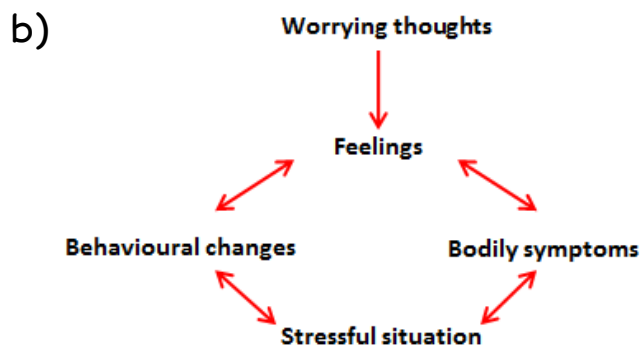 b)
Worrying thoughts
Feelings
Behavioural changes
Bodily symptoms
Stressful situation